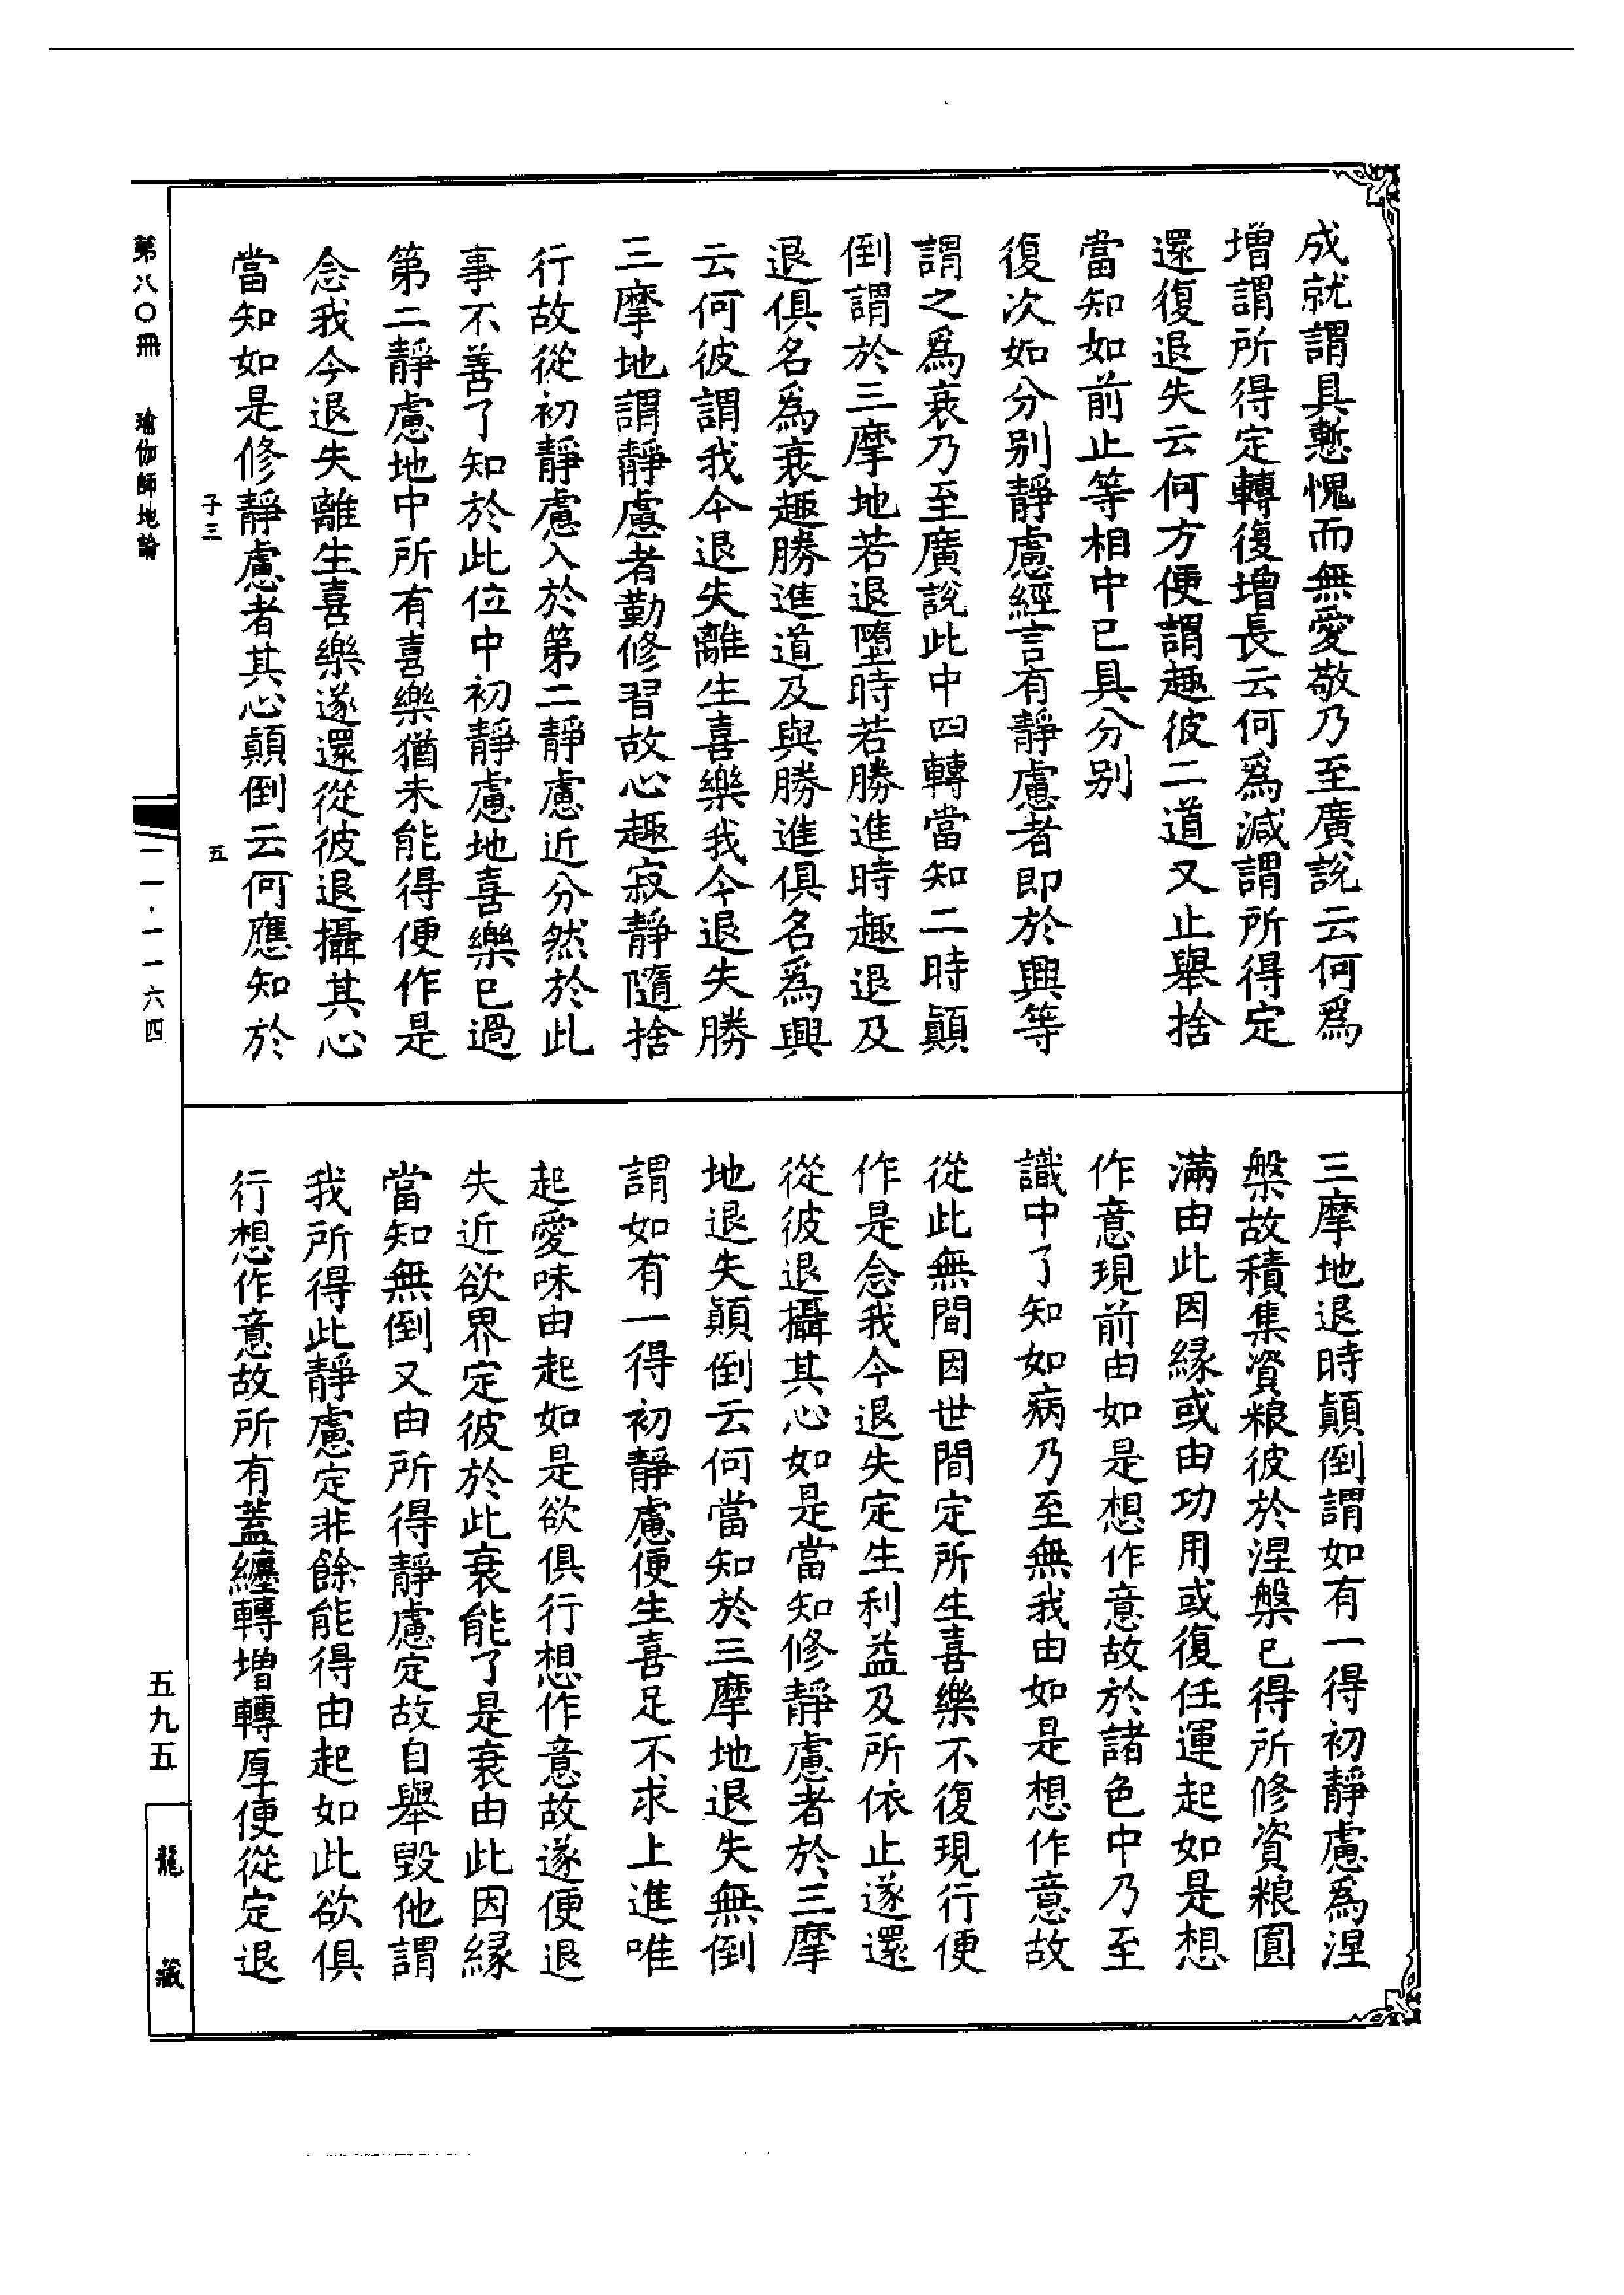 成就謂具慙愧而無愛敬乃至廣說云何爲
增謂所得定轉復增長云何爲減謂所得定
還復退失云何方便謂趣彼二道又止舉捨
當知如前止等相中已具分别
復次如分别靜慮經言有靜慮者即於興等
謂之爲衰乃至廣說此中四轉當知二時顚
倒謂於三摩地若退墮時若勝進時趣退及
退俱名爲衰趣勝進道及與勝進俱名爲興
云何彼謂我今退失離生喜樂我今退失勝
三摩地謂靜慮者勤修習故心趣寂靜隨捨
行故從初靜慮入於第二靜慮近分然於此
事不善了知於此位中初靜慮地喜樂已過
第二靜慮地中所有喜樂猶未能得便作是
念我今退失離生喜樂遂還從彼退攝其心
當知如是修靜慮者其心顚倒云何應知於
三摩地退時顚倒謂如有一得初靜慮爲涅
槃故積集資粮彼於涅槃已得所修資粮圓
滿由此因緣或由功用或復任運起如是想
作意現前由如是想作意故於諸色中乃至
識中了知如病乃至無我由如是想作意故
從此無間因世間定所生喜樂不復現行便
作是念我今退失定生利益及所依止遂還
從彼退攝其心如是當知修靜慮者於三摩
地退失顚倒云何當知於三摩地退失無倒
謂如有一得初靜慮便生喜足不求上進唯
起愛味由起如是欲俱行想作意故遂便退
失近欲界定彼於此衰能了是衰由此因緣
當知無倒又由所得靜慮定故自舉毀他謂
我所得此靜慮定非餘能得由起如此欲俱
行想作意故所有蓋纏轉增轉厚便從定退
子三
五
第八〇冊
瑜伽師地論
一一·一一六四
五九五
龍藏